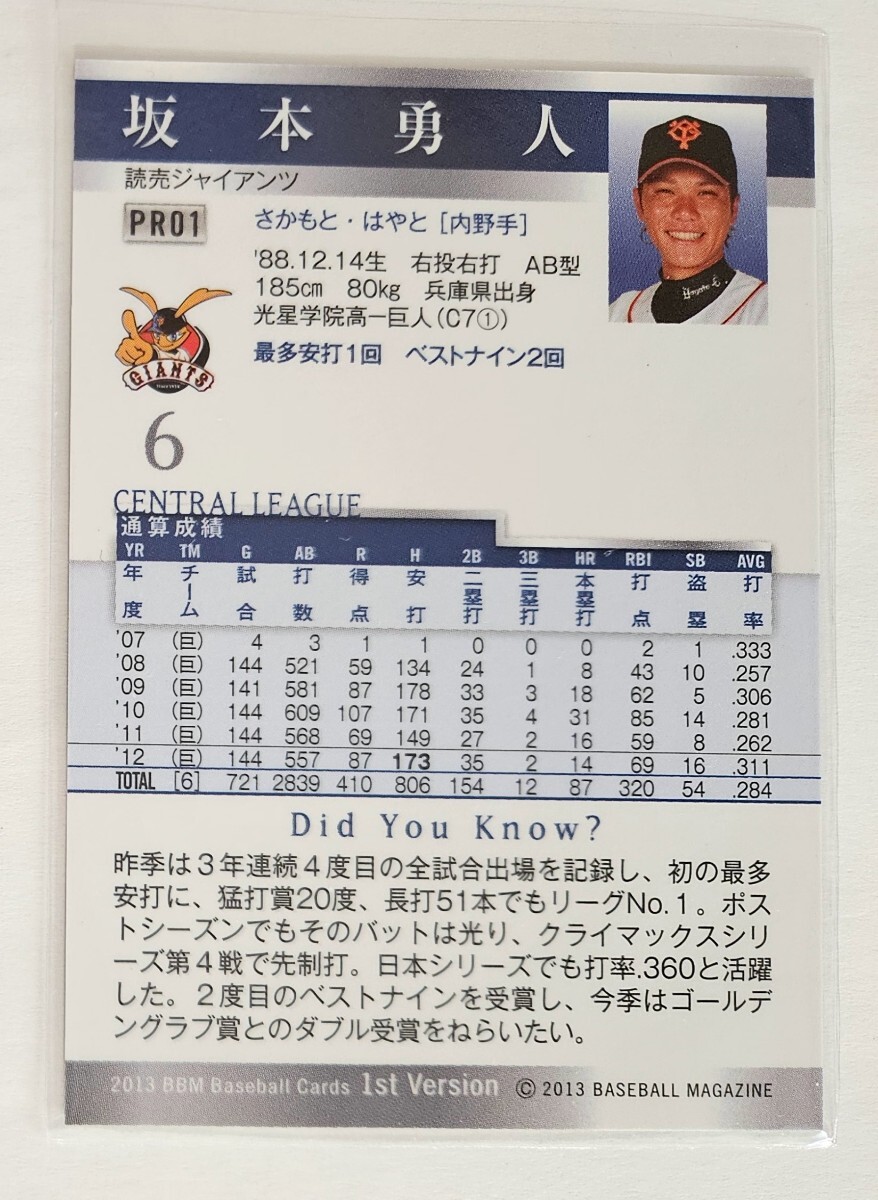 坂本勇人
読売ジャイアンツ
PR01
さかもと・はやと［内野手］
'88.12.14生　右投右打　AB型
185cm　80kg　兵庫県出身
光星学院高ー巨人(C7①)
最多安打1回　ベストナイン2回
GIANTS
6
CENTRAL LEAGUE
通算成績
YR TM G AB R H 2B 3B HR RBI SB AVG
年度 チーム 試合 打数 得点 安打 二塁打 三塁打 本塁打 打点 盗塁 打率
'07 (巨) 4 3 1 1 0 0 0 2 1 .333
'08 (巨) 144 521 59 134 24 1 8 43 10 .257
'09 (巨) 141 581 87 178 33 3 18 62 5 .306
'10 (巨) 144 609 107 171 35 4 31 85 14 .281
'11 (巨) 144 568 69 149 27 2 16 59 8 .262
'12 (巨) 144 557 87 173 35 2 14 69 16 .311
TOTAL [6] 721 2839 410 806 154 12 87 320 54 .284
Did You Know?
昨季は3年連続4度目の全試合出場を記録し、初の最多
安打に、猛打賞20度、長打51本でもリーグNo.1。ポス
トシーズンでもそのバットは光り、クライマックスシリ
ーズ第4戦で先制打。日本シリーズでも打率.360と活躍
した。2度目のベストナインを受賞し、今季はゴールデ
ングラブ賞とのダブル受賞をねらいたい。
2013 BBM Baseball Cards 1st Version © 2013 BASEBALL MAGAZINE